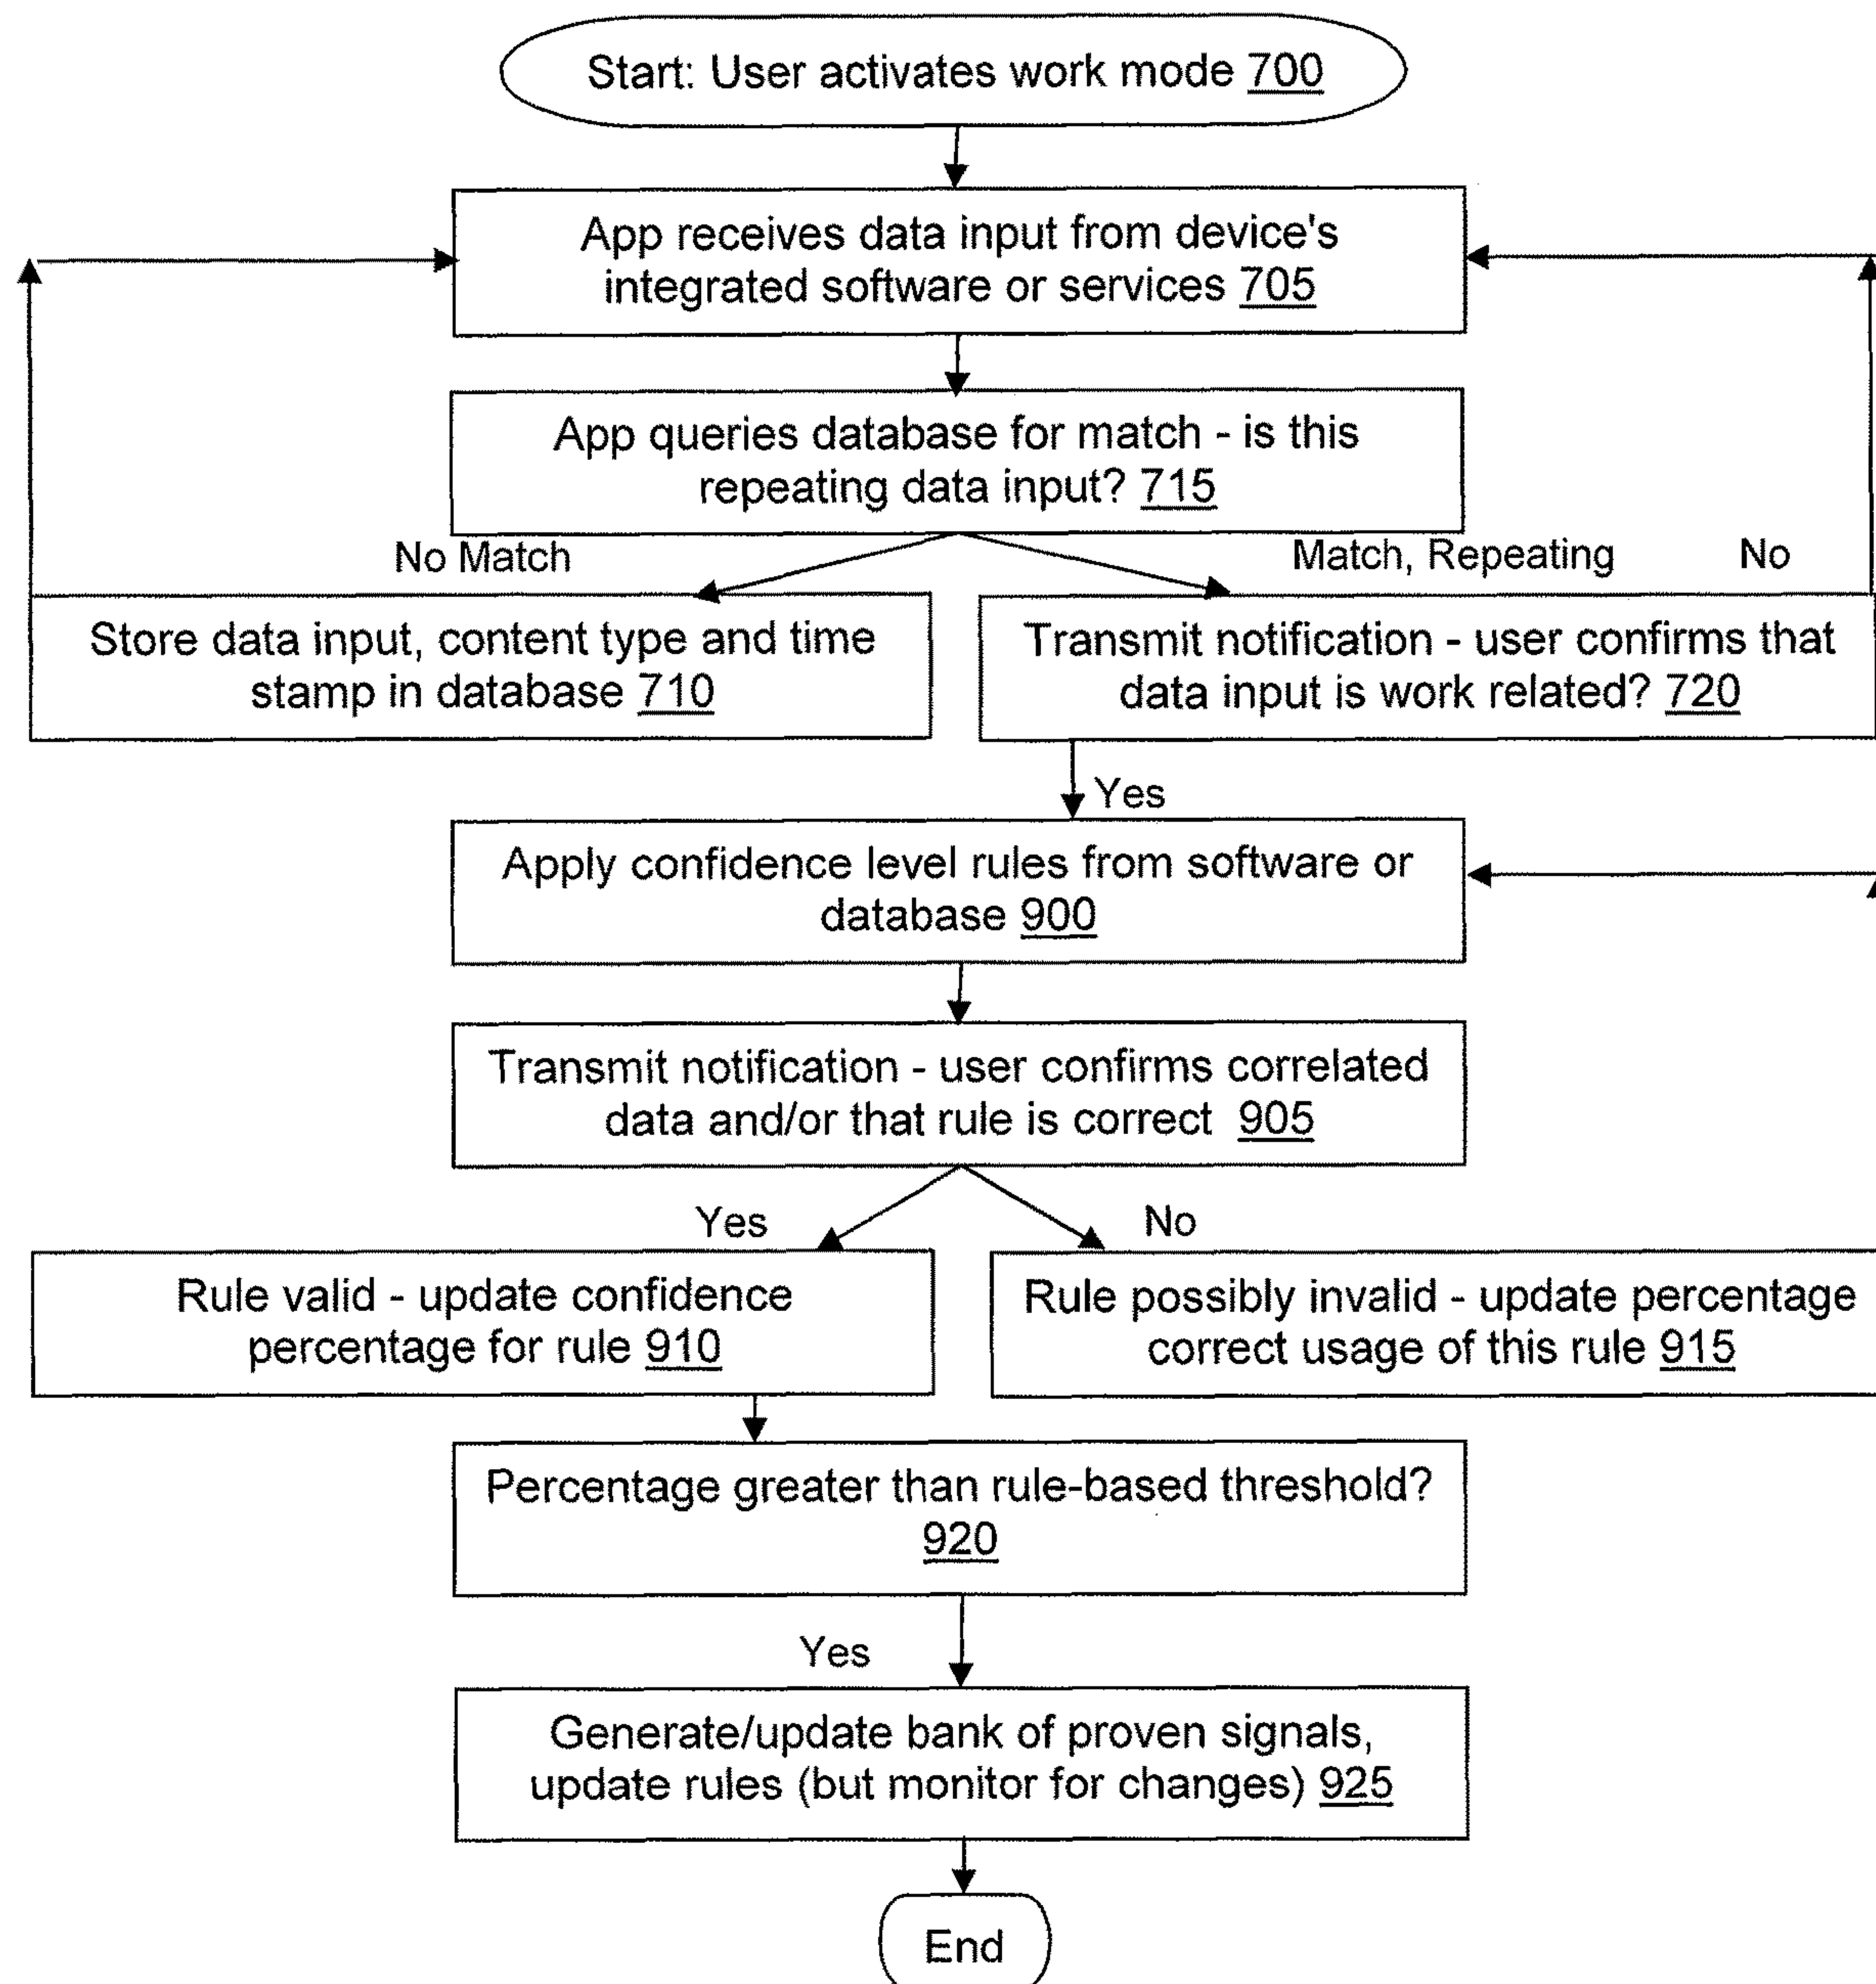 Start: User activates work mode 700
App receives data input from device's
integrated software or services 705
App queries database for match - is this
repeating data input? 715
No Match
Match, Repeating
No
Store data input, content type and time
stamp in database 710
Transmit notification - user confirms that
data input is work related? 720
Yes
Apply confidence level rules from software or
database 900
Transmit notification - user confirms correlated
data and/or that rule is correct 905
Yes
No
Rule valid - update confidence
percentage for rule 910
Rule possibly invalid - update percentage
correct usage of this rule 915
Percentage greater than rule-based threshold?
920
Yes
Generate/update bank of proven signals,
update rules (but monitor for changes) 925
End